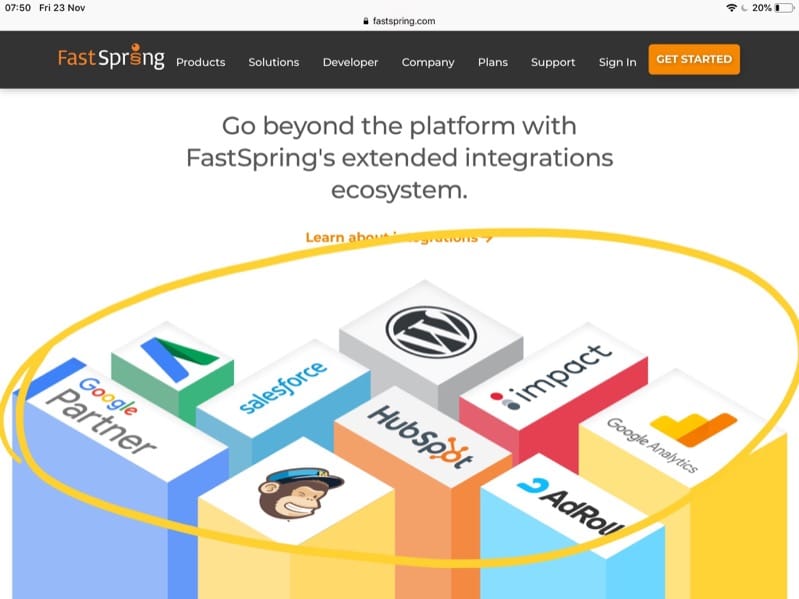 07:50 Fri 23 Nov
20%
fastspring.com
FastSpring
Products
Solutions
Developer
Company
Plans
Support
Sign In
GET STARTED
Go beyond the platform with
FastSpring's extended integrations
ecosystem.
Learn about integrations →
salesforce
impact
Google
Partner
HubSpot
Google Analytics
AdRoll